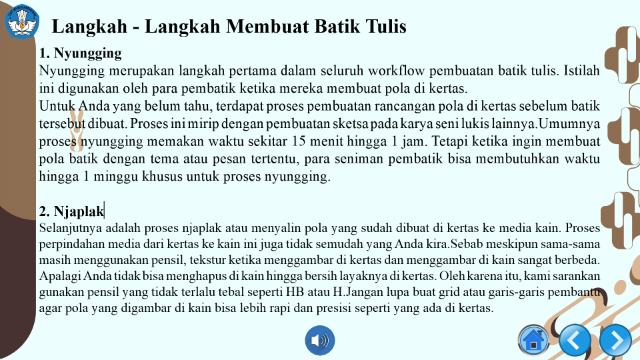 Langkah - Langkah Membuat Batik Tulis
1. Nyungging
Nyungging merupakan langkah pertama dalam seluruh workflow pembuatan batik tulis. Istilah
ini digunakan oleh para pembatik ketika mereka membuat pola di kertas.
Untuk Anda yang belum tahu, terdapat proses pembuatan rancangan pola di kertas sebelum batik
tersebut dibuat. Proses ini mirip dengan pembuatan sketsa pada karya seni lukis lainnya.Umumnya
proses nyungging memakan waktu sekitar 15 menit hingga 1 jam. Tetapi ketika ingin membuat
pola batik dengan tema atau pesan tertentu, para seniman pembatik bisa membutuhkan waktu
hingga 1 minggu khusus untuk proses nyungging.
2. Njaplak
Selanjutnya adalah proses njaplak atau menyalin pola yang sudah dibuat di kertas ke media kain. Proses
perpindahan media dari kertas ke kain ini juga tidak semudah yang Anda kira.Sebab meskipun sama-sama
masih menggunakan pensil, tekstur ketika menggambar di kertas dan menggambar di kain sangat berbeda.
Apalagi Anda tidak bisa menghapus di kain hingga bersih layaknya di kertas. Oleh karena itu, kami sarankan
gunakan pensil yang tidak terlalu tebal seperti HB atau H.Jangan lupa buat grid atau garis-garis pembantu
agar pola yang digambar di kain bisa lebih rapi dan presisi seperti yang ada di kertas.